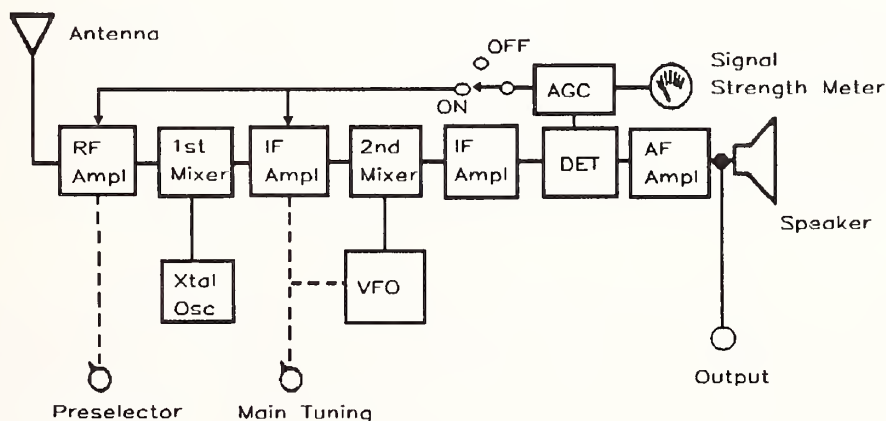 Antenna
OFF
ON
AGC
Signal
Strength Meter
RF
Ampl
1st
Mixer
IF
Ampl
2nd
Mixer
IF
Ampl
DET
AF
Ampl
Speaker
Xtal
Osc
VFO
Preselector
Main Tuning
Output